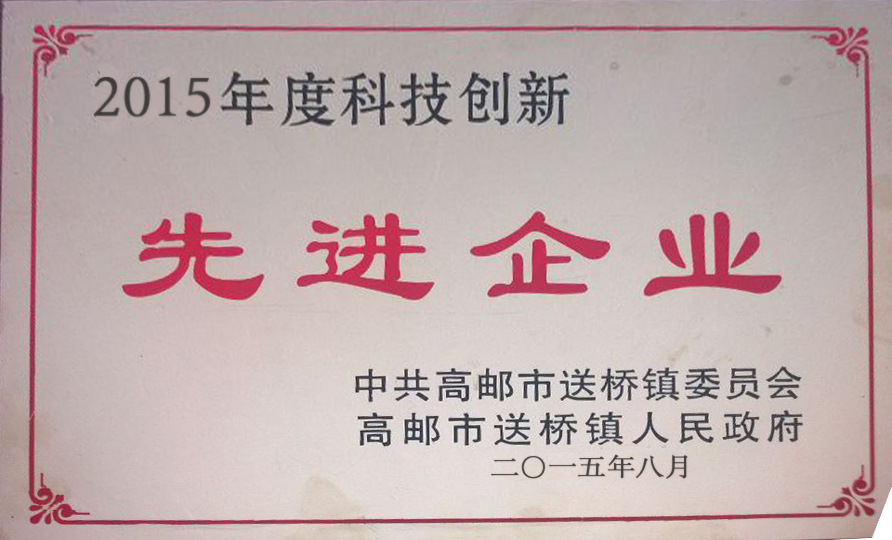 2015年度科技创新
先进企业
中共高邮市送桥镇委员会
高邮市送桥镇人民政府
二〇一五年八月